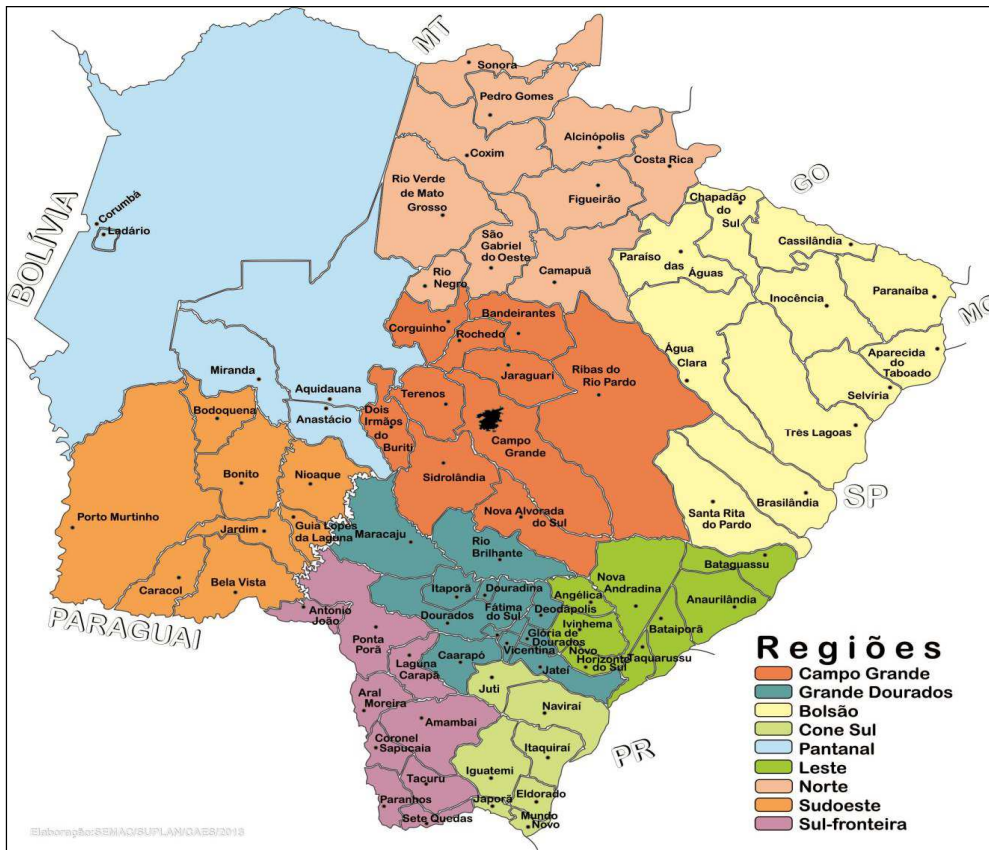 MT
Sonora
Pedro Gomes
Alcinópolis
Coxim
Costa Rica
Rio Verde
de Mato
Grosso
Figueirão
GO
Chapadão
do
Sul
São
Gabriel
do Oeste
Corumbá
Ladário
BOLÍVIA
Cassilândia
Paraíso
das
Águas
Camapuã
Rio
Negro
Inocência
Paranaíba
MG
Bandeirantes
Corguinho
Rochedo
Água
Clara
Aparecida
do
Taboado
Miranda
Jaraguari
Ribas do
Rio Pardo
Aquidauana
Selvíria
Terenos
Anastácio
Dois
Irmãos
do
Buriti
Bodoquena
Campo
Grande
Três Lagoas
Bonito
Nioaque
Sidrolândia
SP
Brasilândia
Santa Rita
do Pardo
Porto Murtinho
Nova Alvorada
do Sul
Guia Lopes
da Laguna
Jardim
Maracaju
Rio
Brilhante
Bataguassu
Caracol
Bela Vista
Nova
Andradina
Itaporã
Douradina
Angélica
Anaurilândia
PARAGUAI
Antonio
João
Dourados
Fátima
do Sul
Deodápolis
Ivinhema
Batayporã
Ponta
Porã
Glória de
Dourados
Vicentina
Novo
Horizonte
do Sul
Taquarussu
Laguna
Carapã
Caarapó
Jateí
Juti
Aral
Moreira
Amambaí
Naviraí
Coronel
Sapucaia
Itaquiraí
PR
Iguatemi
Tacuru
Paranhos
Japorã
Eldorado
Mundo
Novo
Sete Quedas
Regiões
Campo Grande
Grande Dourados
Bolsão
Cone Sul
Pantanal
Leste
Norte
Sudoeste
Sul-fronteira
Elaboração:SEMAC/SUPLAN/CAES/2013